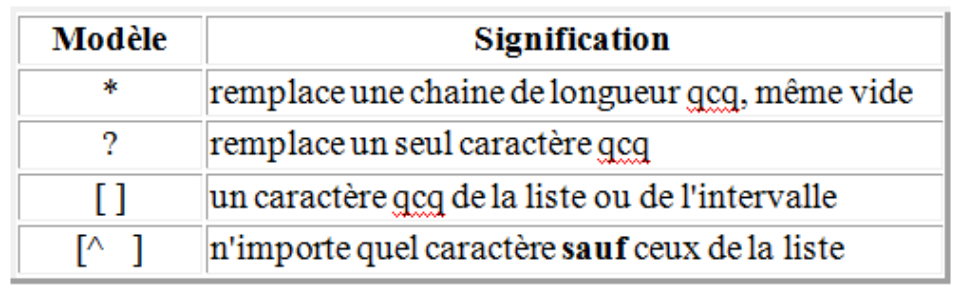 Modèle Signification
* remplace une chaine de longueur qcq, même vide
? remplace un seul caractère qcq
[ ] un caractère qcq de la liste ou de l'intervalle
[^ ] n'importe quel caractère sauf ceux de la liste